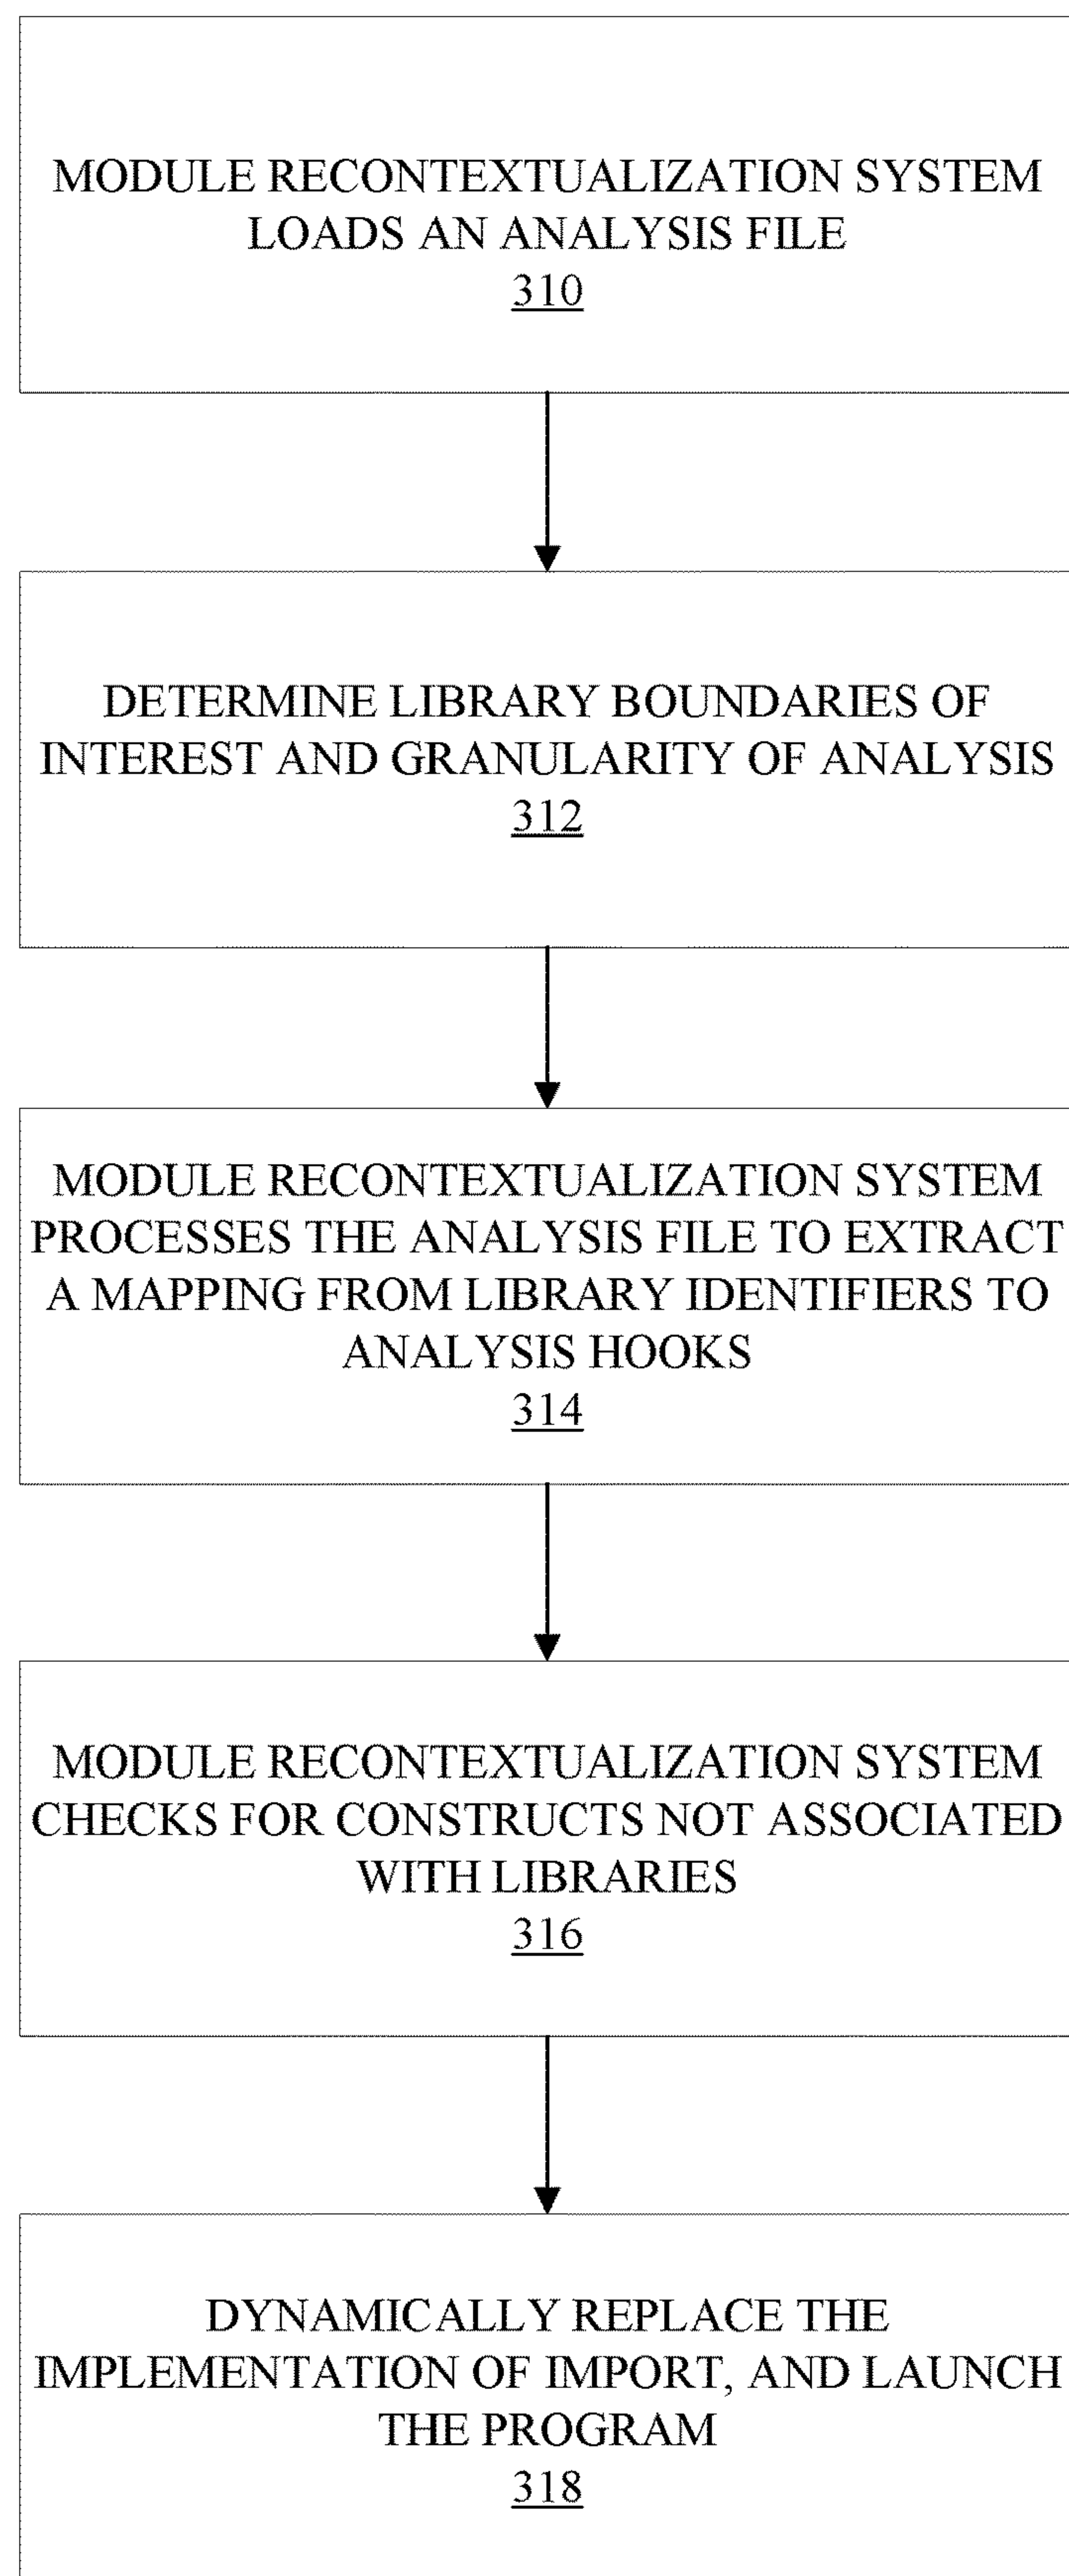 MODULE RECONTEXTUALIZATION SYSTEM
LOADS AN ANALYSIS FILE
310
DETERMINE LIBRARY BOUNDARIES OF
INTEREST AND GRANULARITY OF ANALYSIS
312
MODULE RECONTEXTUALIZATION SYSTEM
PROCESSES THE ANALYSIS FILE TO EXTRACT
A MAPPING FROM LIBRARY IDENTIFIERS TO
ANALYSIS HOOKS
314
MODULE RECONTEXTUALIZATION SYSTEM
CHECKS FOR CONSTRUCTS NOT ASSOCIATED
WITH LIBRARIES
316
DYNAMICALLY REPLACE THE
IMPLEMENTATION OF IMPORT, AND LAUNCH
THE PROGRAM
318